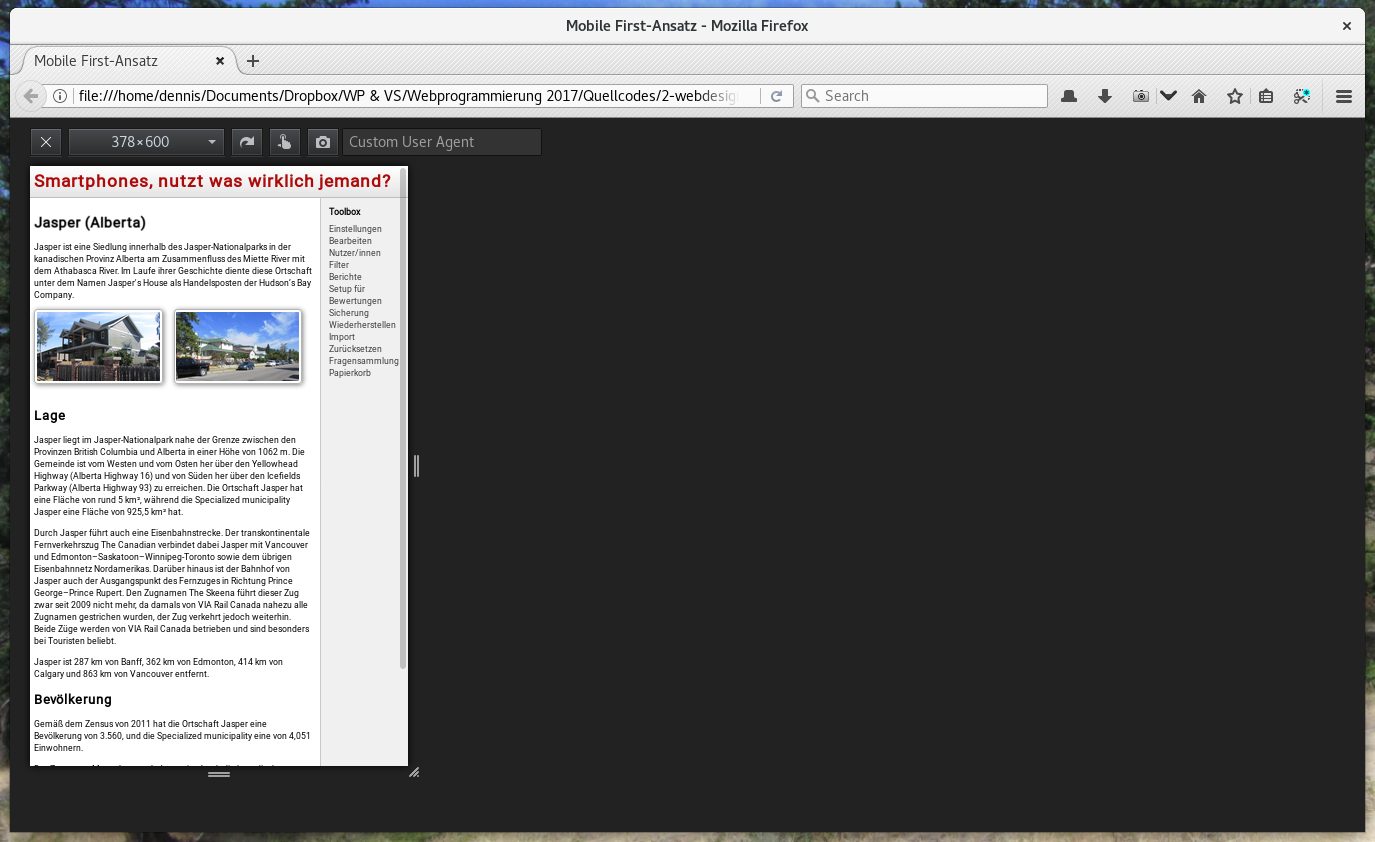 Mobile First-Ansatz - Mozilla Firefox
Mobile First-Ansatz
file:///home/dennis/Documents/Dropbox/WP & VS/Webprogrammierung 2017/Quellcodes/2-webdesign
Search
378×600
Custom User Agent
Smartphones, nutzt was wirklich jemand?
Jasper (Alberta)
Jasper ist eine Siedlung innerhalb des Jasper-Nationalparks in der
kanadischen Provinz Alberta am Zusammenfluss des Miette River mit
dem Athabasca River. Im Laufe ihrer Geschichte diente diese Ortschaft
unter dem Namen Jasper's House als Handelsposten der Hudson's Bay
Company.
Lage
Jasper liegt im Jasper-Nationalpark nahe der Grenze zwischen den
Provinzen British Columbia und Alberta in einer Höhe von 1062 m. Die
Gemeinde ist vom Westen und vom Osten her über den Yellowhead
Highway (Alberta Highway 16) und von Süden her über den Icefields
Parkway (Alberta Highway 93) zu erreichen. Die Ortschaft Jasper hat
eine Fläche von rund 5 km², während die Specialized municipality
Jasper eine Fläche von 925,5 km² hat.
Durch Jasper führt auch eine Eisenbahnstrecke. Der transkontinentale
Fernverkehrszug The Canadian verbindet dabei Jasper mit Vancouver
und Edmonton–Saskatoon–Winnipeg-Toronto sowie dem übrigen
Eisenbahnnetz Nordamerikas. Darüber hinaus ist der Bahnhof von
Jasper auch der Ausgangspunkt des Fernzuges in Richtung Prince
George–Prince Rupert. Den Zugnamen The Skeena führt dieser Zug
zwar seit 2009 nicht mehr, da damals von VIA Rail Canada nahezu alle
Zugnamen gestrichen wurden, der Zug verkehrt jedoch weiterhin.
Beide Züge werden von VIA Rail Canada betrieben und sind besonders
bei Touristen beliebt.
Jasper ist 287 km von Banff, 362 km von Edmonton, 414 km von
Calgary und 863 km von Vancouver entfernt.
Bevölkerung
Gemäß dem Zensus von 2011 hat die Ortschaft Jasper eine
Bevölkerung von 3.560, und die Specialized municipality eine von 4,051
Einwohnern.
Toolbox
Einstellungen
Bearbeiten
Nutzer/innen
Filter
Berichte
Setup für
Bewertungen
Sicherung
Wiederherstellen
Import
Zurücksetzen
Fragensammlung
Papierkorb